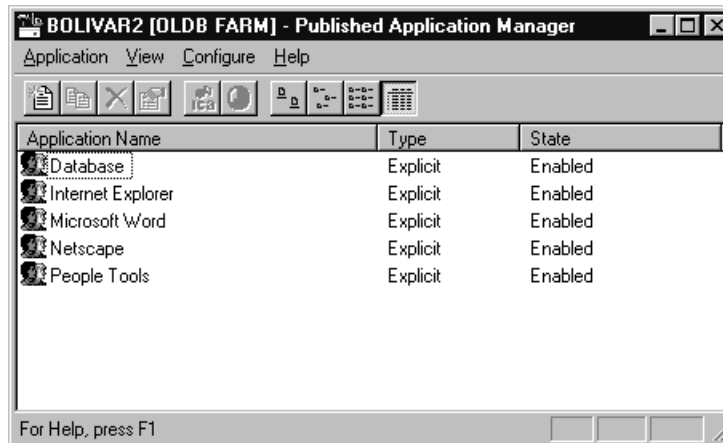 BOLIVAR2 [OLDB FARM] - Published Application Manager
Application View Configure Help
ica
Application Name Type State
Database Explicit Enabled
Internet Explorer Explicit Enabled
Microsoft Word Explicit Enabled
Netscape Explicit Enabled
People Tools Explicit Enabled
For Help, press F1